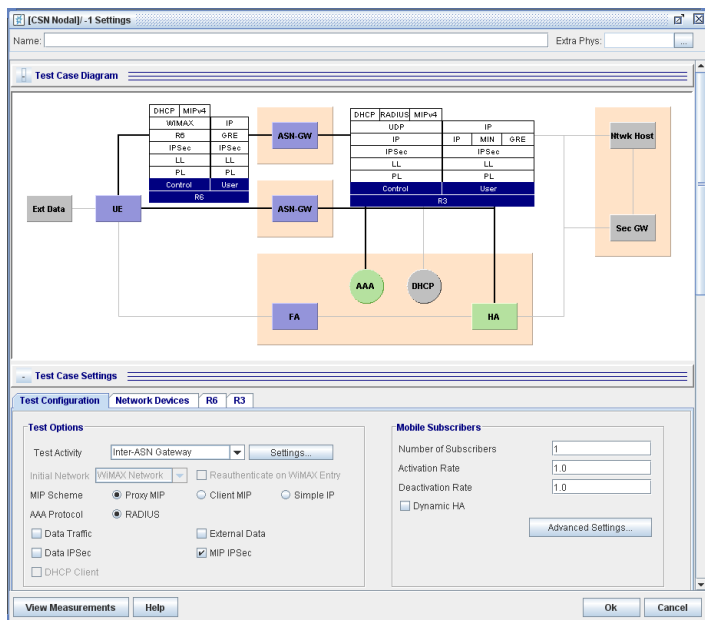 [CSN Nodal]/ -1 Settings
Name:
Extra Phys:
...
Test Case Diagram
DHCP MIPv4
WIMAX IP
R6 GRE
IPSec IPSec
LL LL
PL PL
Control User
R6
ASN-GW
DHCP RADIUS MIPv4
UDP IP
IP IP MIN GRE
IPSec IPSec
LL LL
PL PL
Control User
R3
Ntwk Host
Ext Data
UE
ASN-GW
Sec GW
AAA
DHCP
FA
HA
- Test Case Settings
Test Configuration Network Devices R6 R3
Test Options
Test Activity Inter-ASN Gateway Settings...
Initial Network WiMAX Network Reauthenticate on WiMAX Entry
MIP Scheme Proxy MIP Client MIP Simple IP
AAA Protocol RADIUS
Data Traffic External Data
Data IPSec MIP IPSec
DHCP Client
Mobile Subscribers
Number of Subscribers 1
Activation Rate 1.0
Deactivation Rate 1.0
Dynamic HA
Advanced Settings...
View Measurements Help Ok Cancel